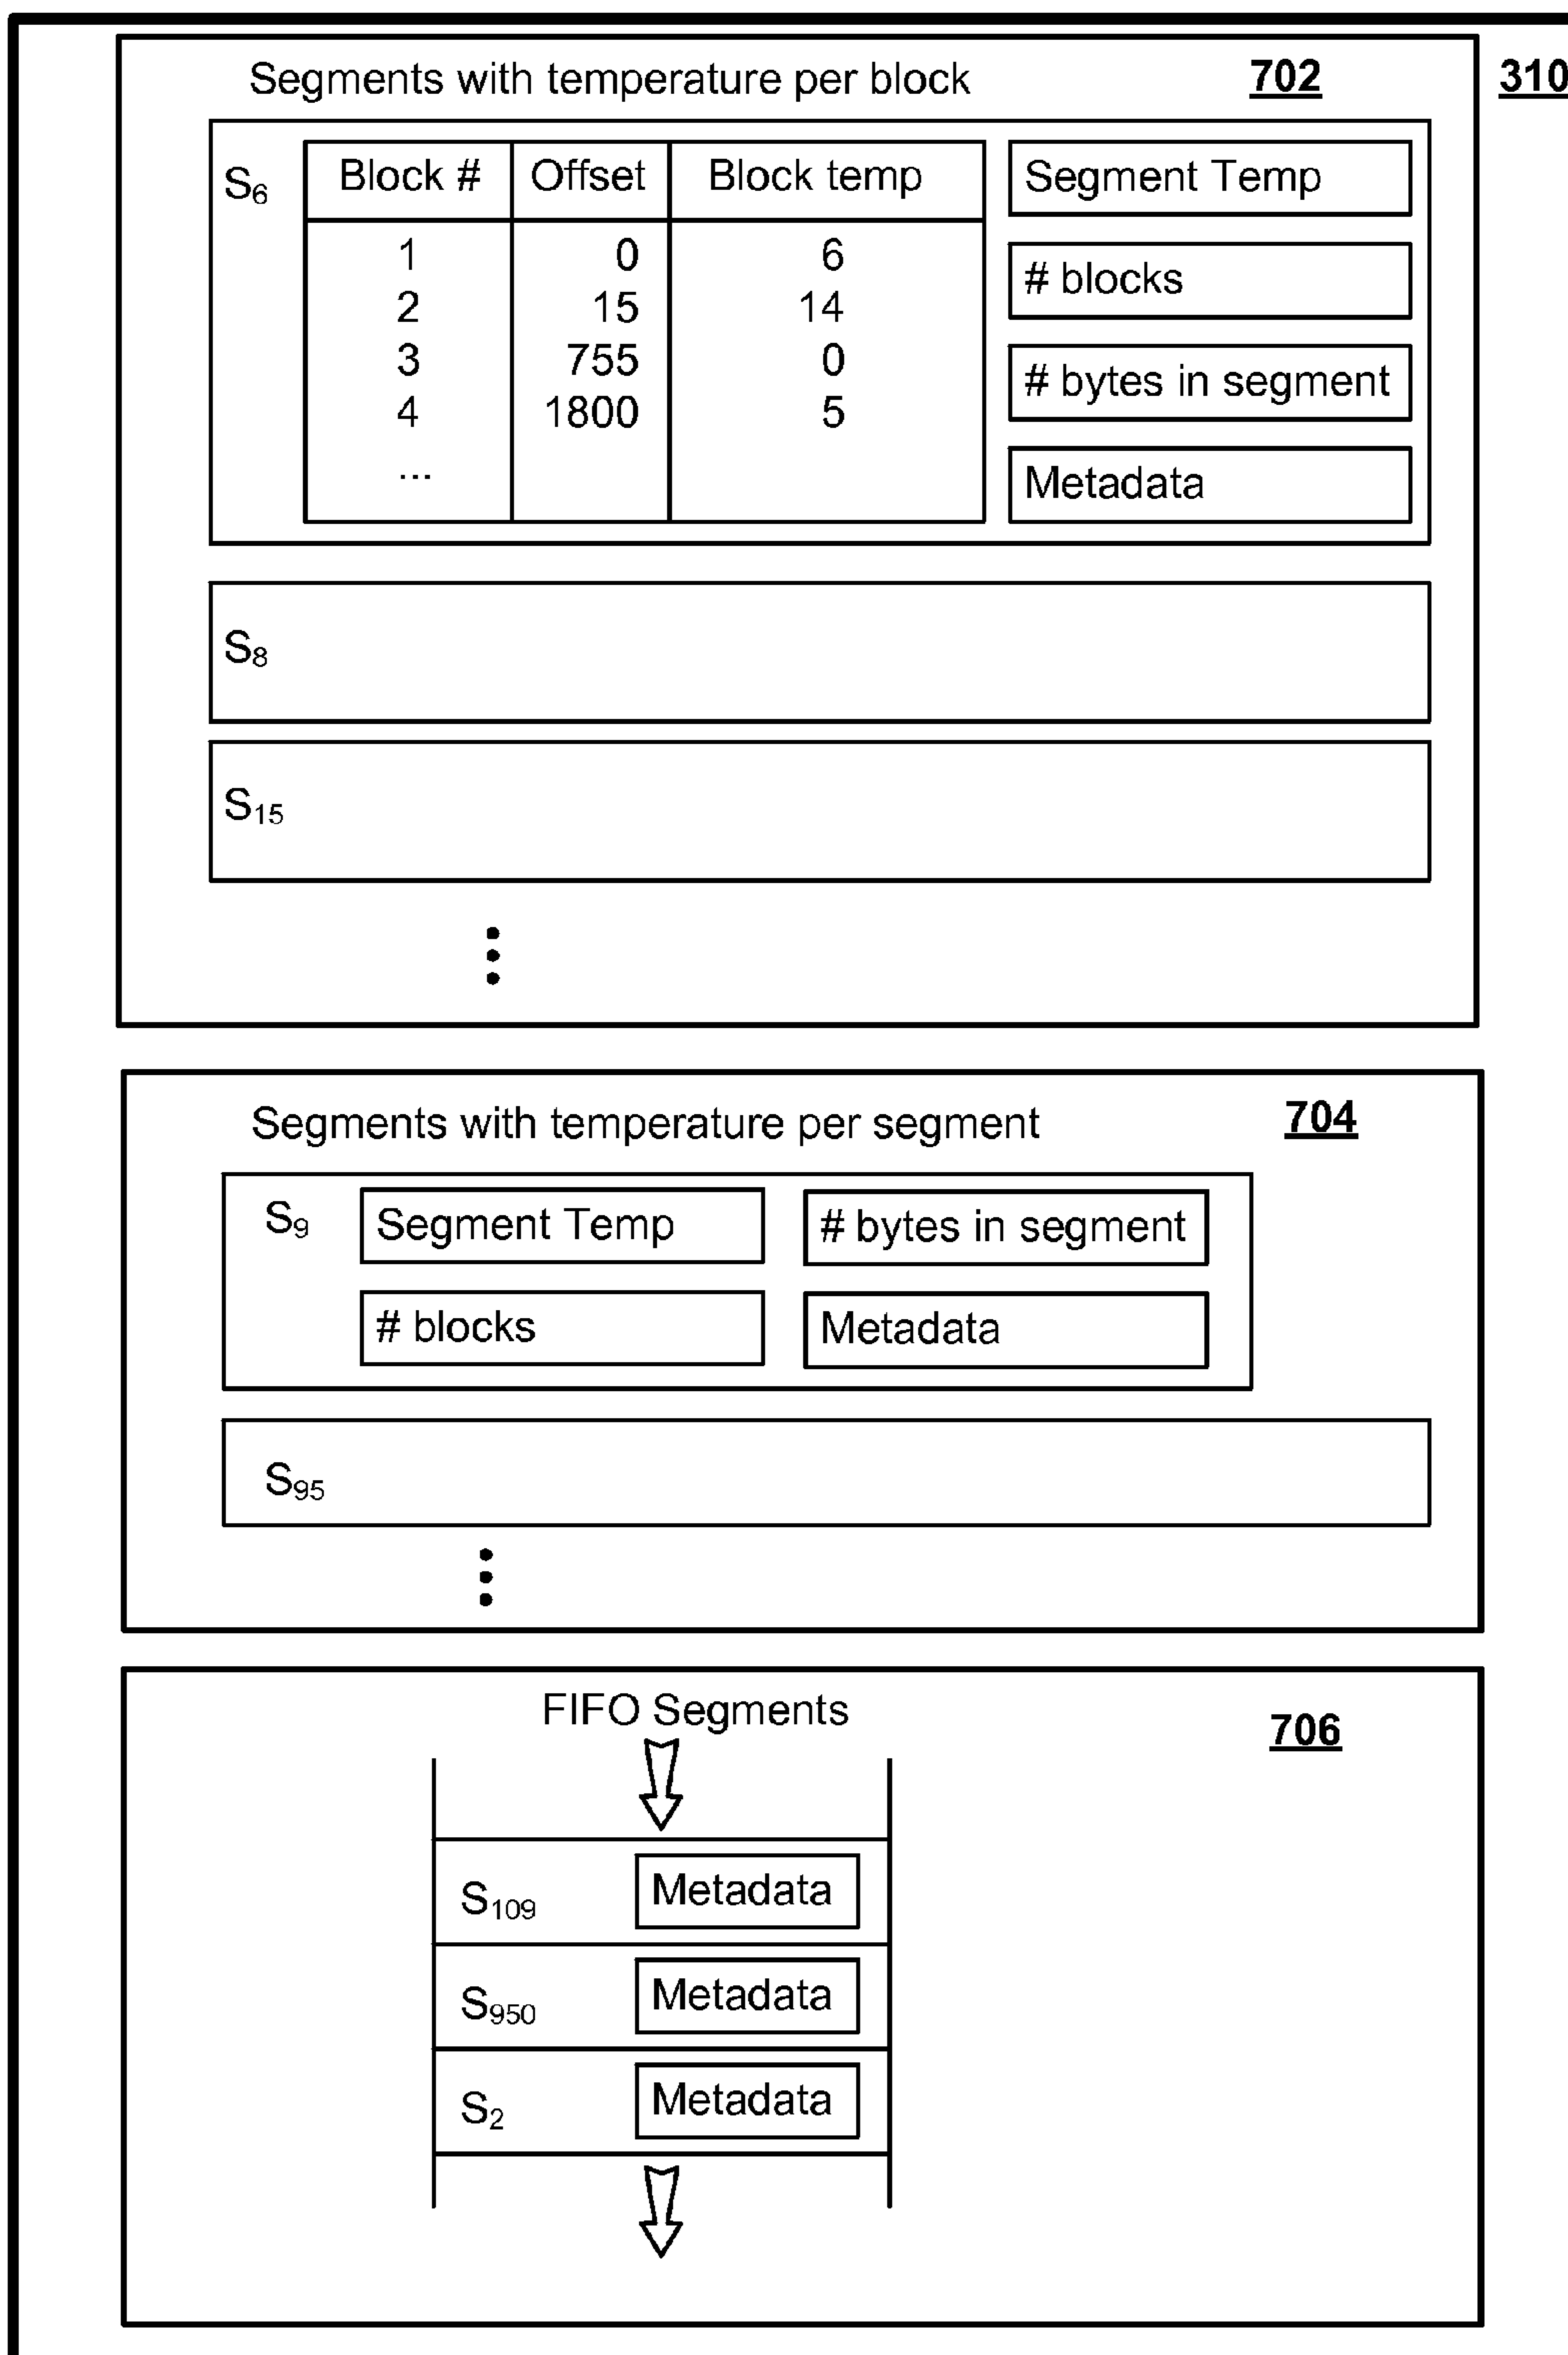 Segments with temperature per block 702 310
S6 Block # Offset Block temp Segment Temp
1 0 6
# blocks
2 15 14
3 755 0
# bytes in segment
4 1800 5
...
Metadata
S8
S15
Segments with temperature per segment 704
S9 Segment Temp # bytes in segment
# blocks Metadata
S95
FIFO Segments 706
S109 Metadata
S950 Metadata
S2 Metadata